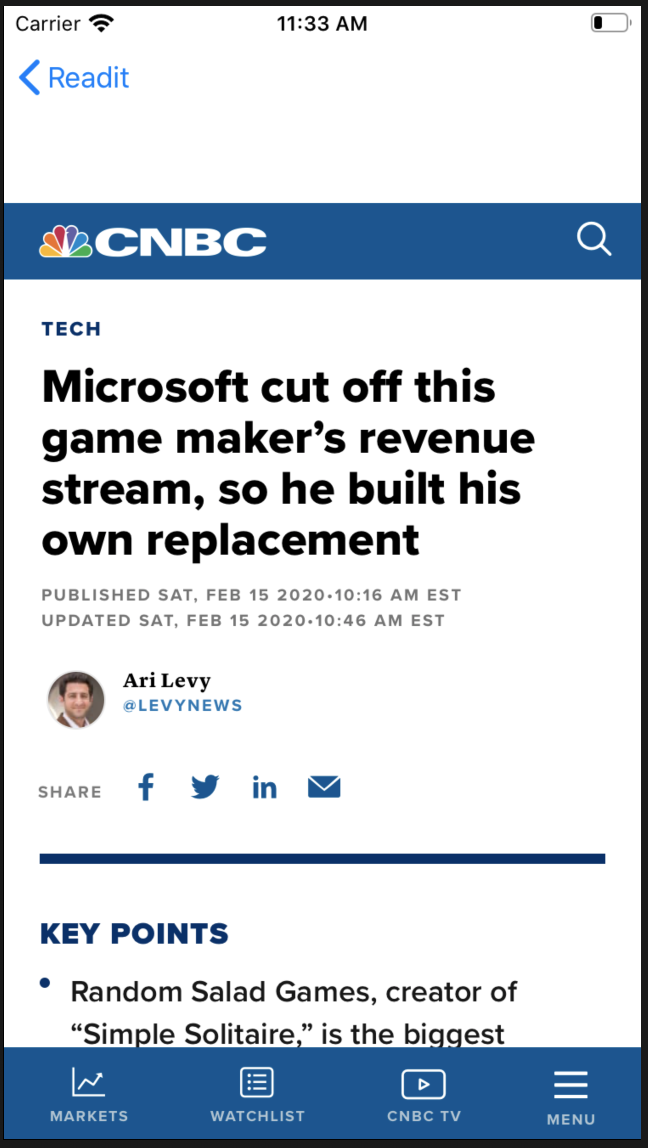 Carrier 11:33 AM
Readit
CNBC
TECH
Microsoft cut off this
game maker’s revenue
stream, so he built his
own replacement
PUBLISHED SAT, FEB 15 2020•10:16 AM EST
UPDATED SAT, FEB 15 2020•10:46 AM EST
Ari Levy
@LEVYNEWS
SHARE f in
KEY POINTS
• Random Salad Games, creator of
“Simple Solitaire,” is the biggest
MARKETS WATCHLIST CNBC TV MENU